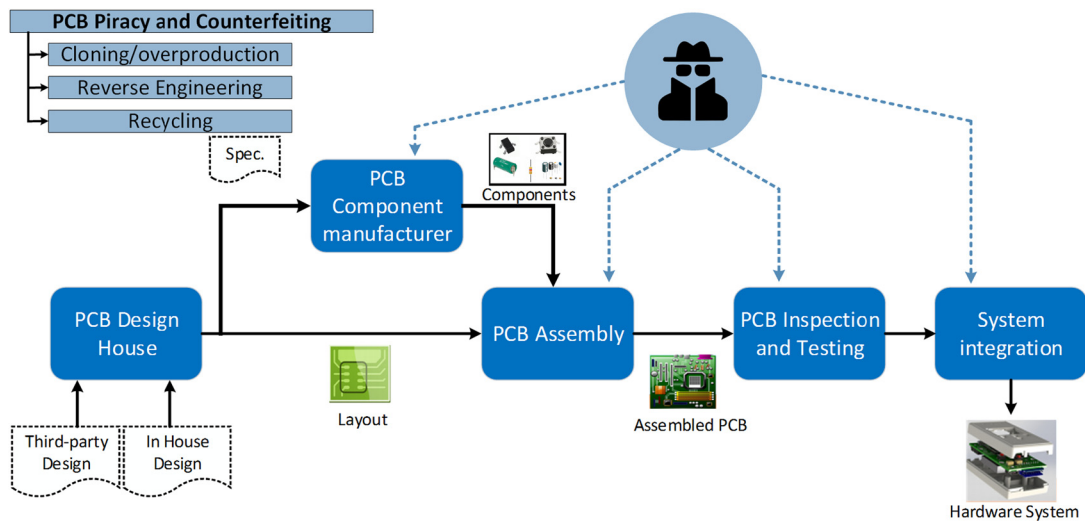 PCB Piracy and Counterfeiting
Cloning/overproduction
Reverse Engineering
Recycling
Spec.
PCB
Component
manufacturer
Components
PCB Design
House
PCB Assembly
PCB Inspection
and Testing
System
integration
Layout
Assembled PCB
Third-party
Design
In House
Design
Hardware System